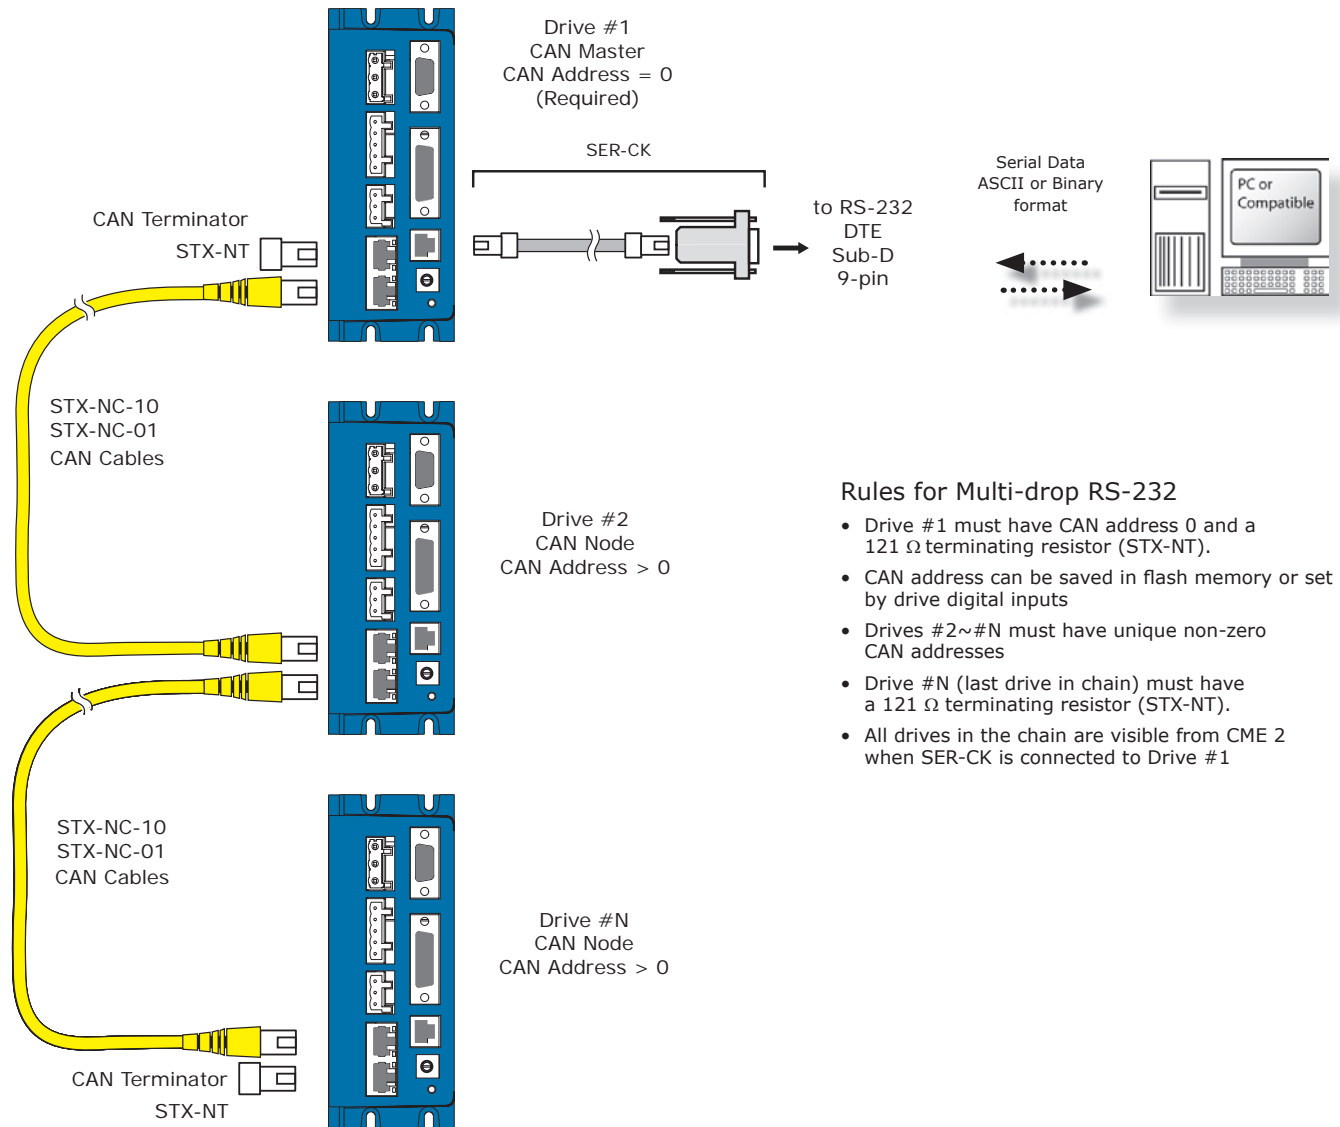 Drive #1
CAN Master
CAN Address = 0
(Required)
SER-CK
Serial Data
ASCII or Binary
format
PC or
Compatible
to RS-232
DTE
Sub-D
9-pin
CAN Terminator
STX-NT
STX-NC-10
STX-NC-01
CAN Cables
Drive #2
CAN Node
CAN Address > 0
Rules for Multi-drop RS-232
• Drive #1 must have CAN address 0 and a
121 Ω terminating resistor (STX-NT).
• CAN address can be saved in flash memory or set
by drive digital inputs
• Drives #2~#N must have unique non-zero
CAN addresses
• Drive #N (last drive in chain) must have
a 121 Ω terminating resistor (STX-NT).
• All drives in the chain are visible from CME 2
when SER-CK is connected to Drive #1
STX-NC-10
STX-NC-01
CAN Cables
Drive #N
CAN Node
CAN Address > 0
CAN Terminator
STX-NT